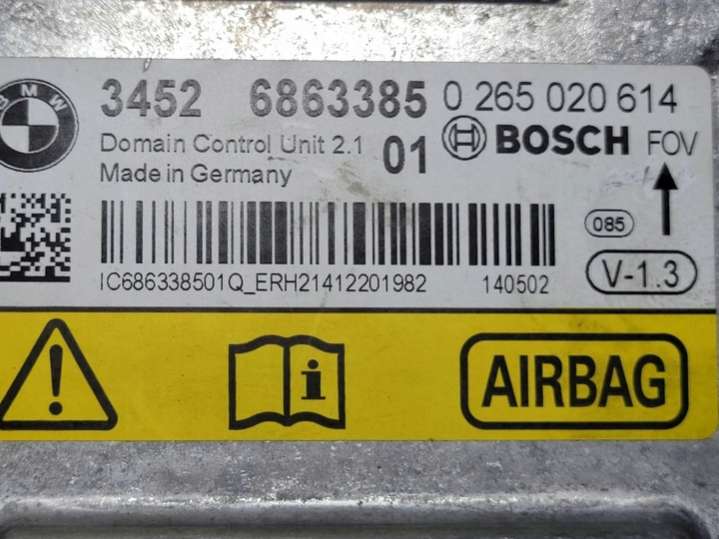 BMW
3452 6863385 0 265 020 614
Domain Control Unit 2.1 01 BOSCH FOV
Made in Germany
085
V-1.3
IC686338501Q_ERH21412201982 140502
i
AIRBAG